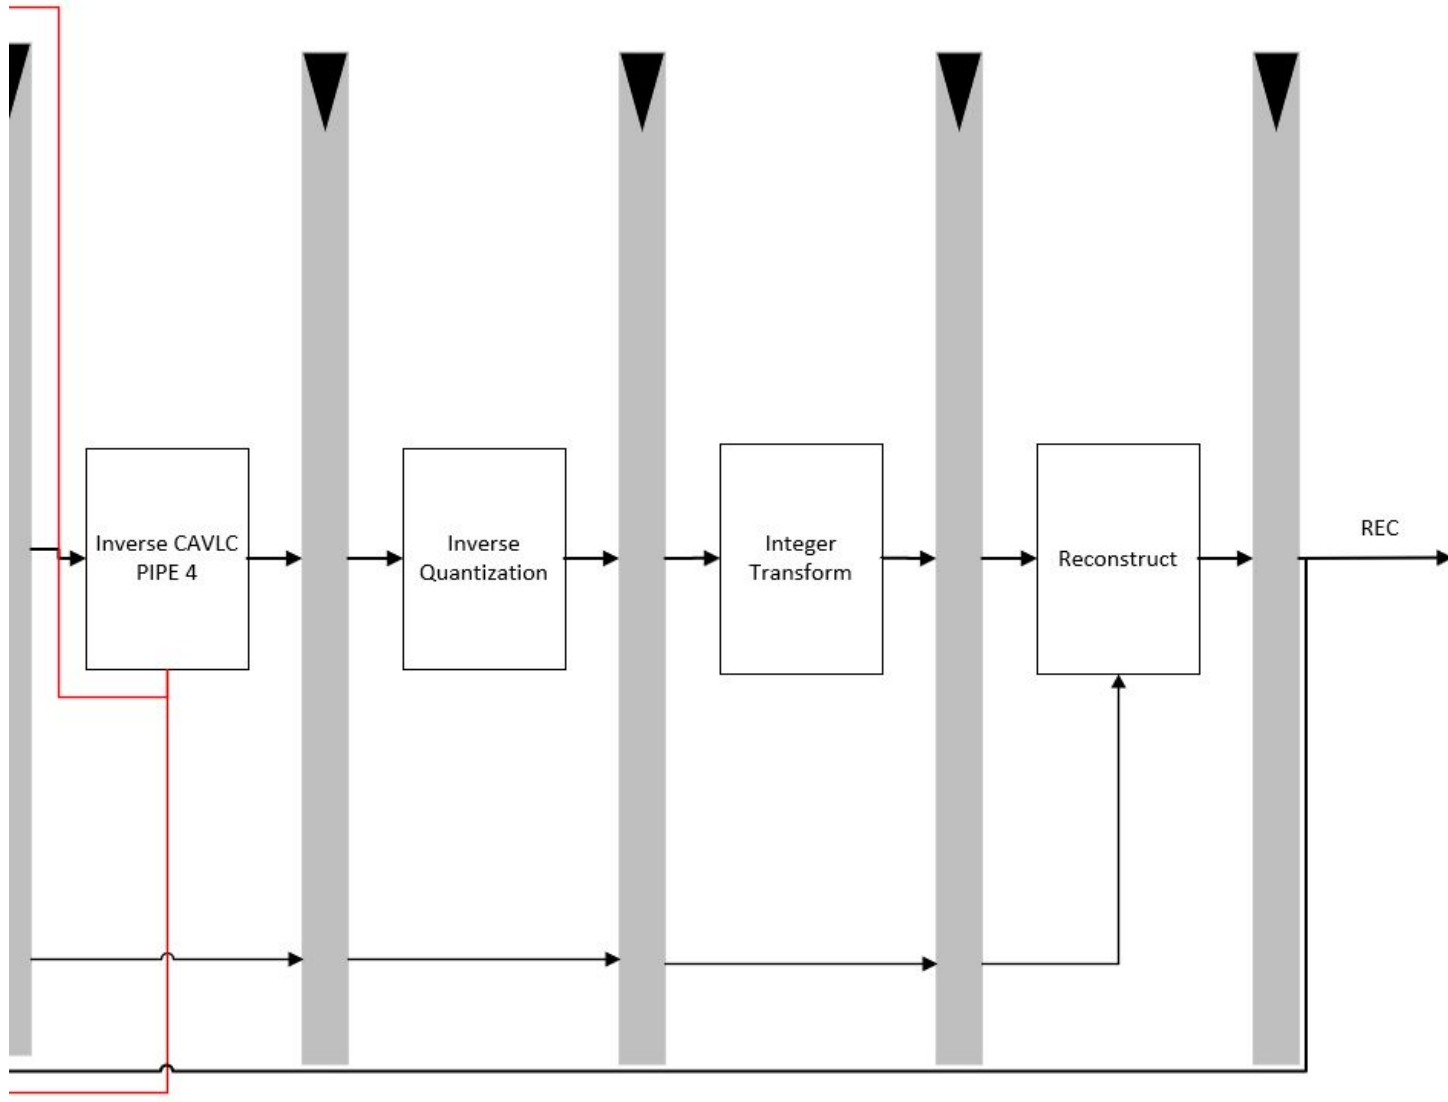 Inverse CAVLC
PIPE 4
Inverse
Quantization
Integer
Transform
Reconstruct
REC